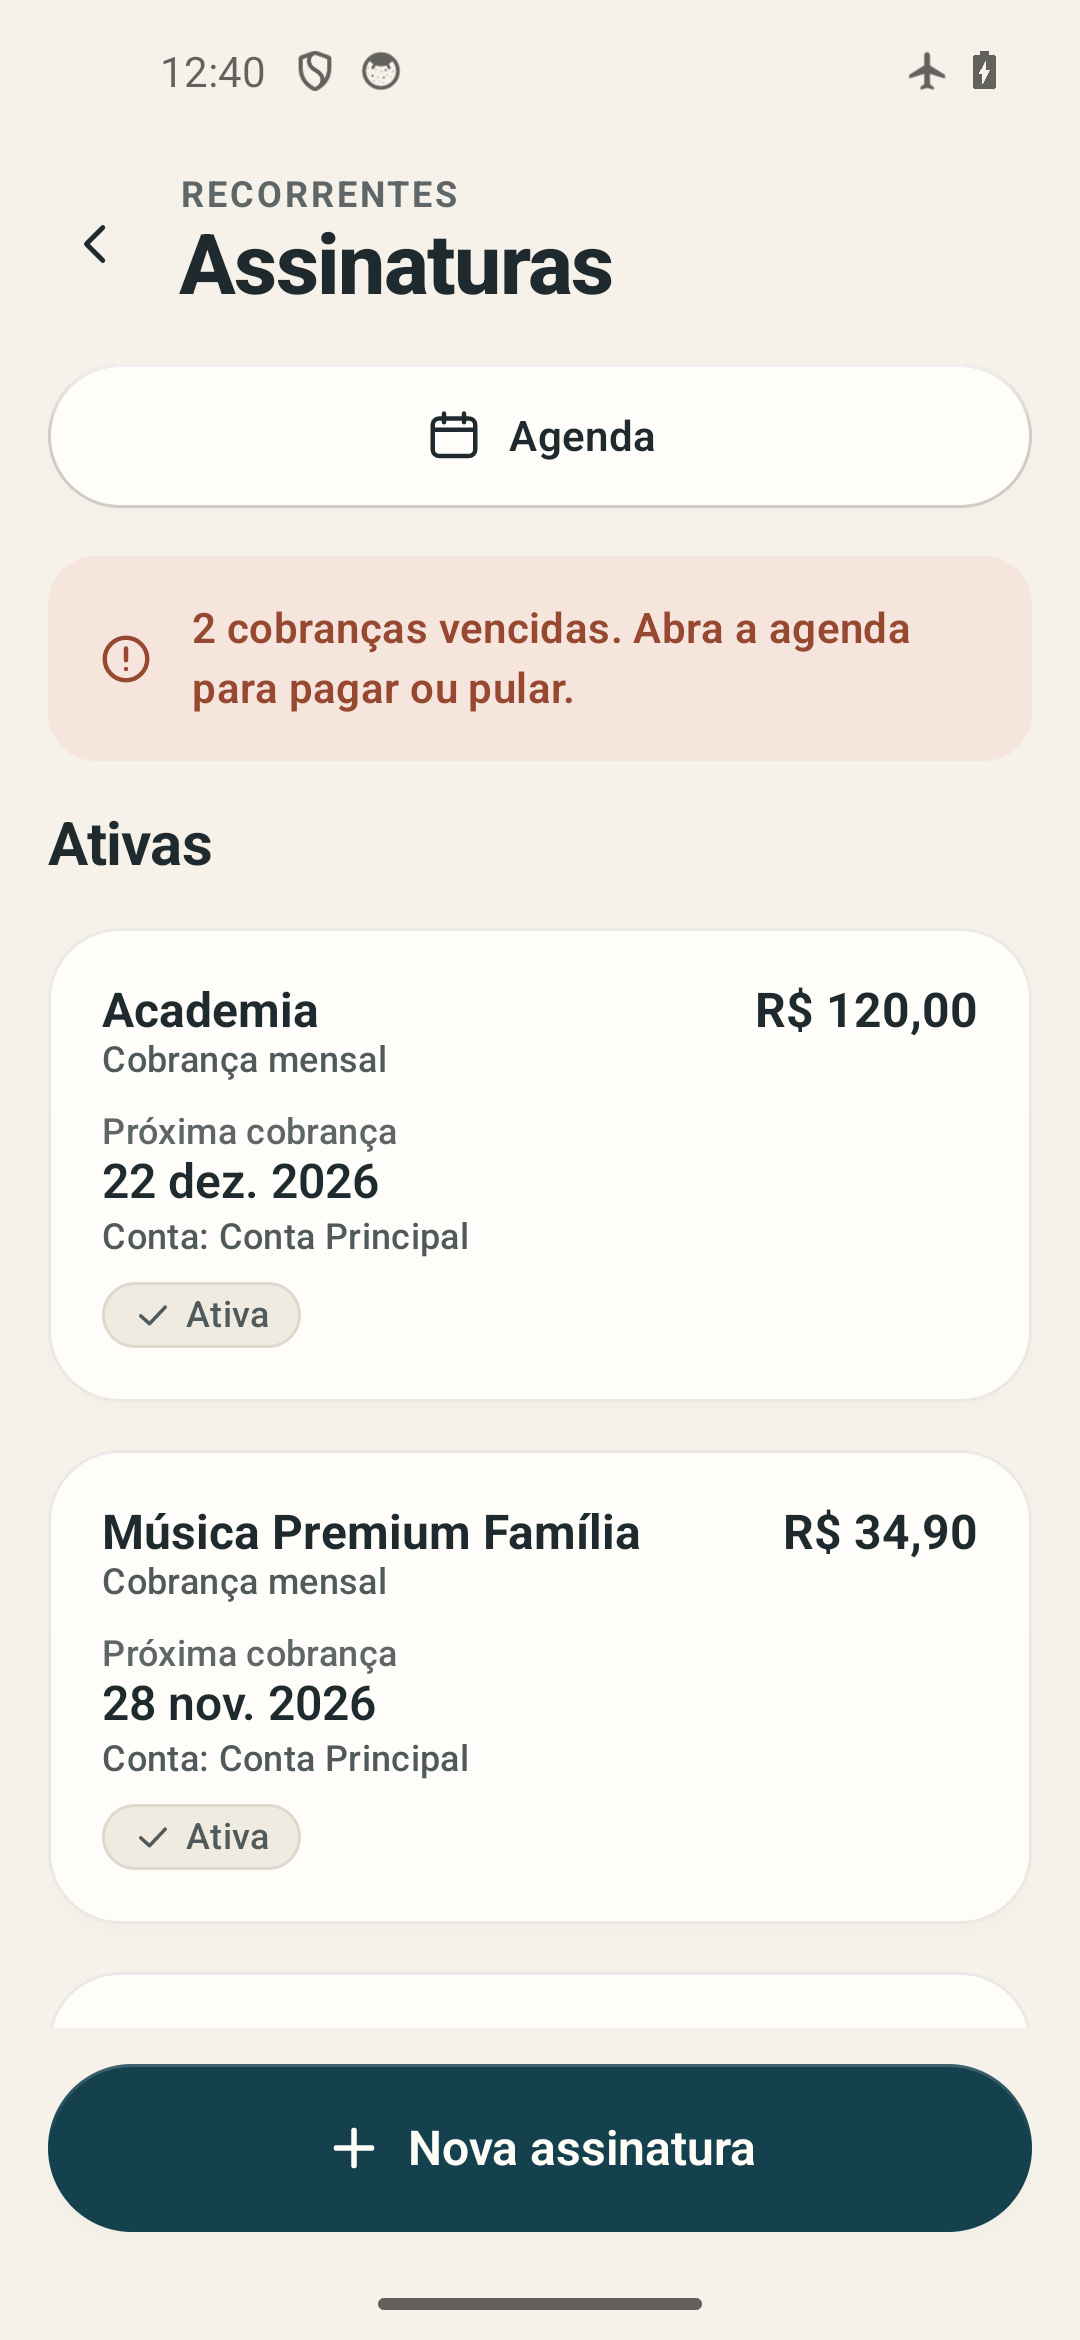 12:40
RECORRENTES
Assinaturas
Agenda
2 cobranças vencidas. Abra a agenda
para pagar ou pular.
Ativas
Academia
R$ 120,00
Cobrança mensal
Próxima cobrança
22 dez. 2026
Conta: Conta Principal
Ativa
Música Premium Família
R$ 34,90
Cobrança mensal
Próxima cobrança
28 nov. 2026
Conta: Conta Principal
Ativa
Nova assinatura